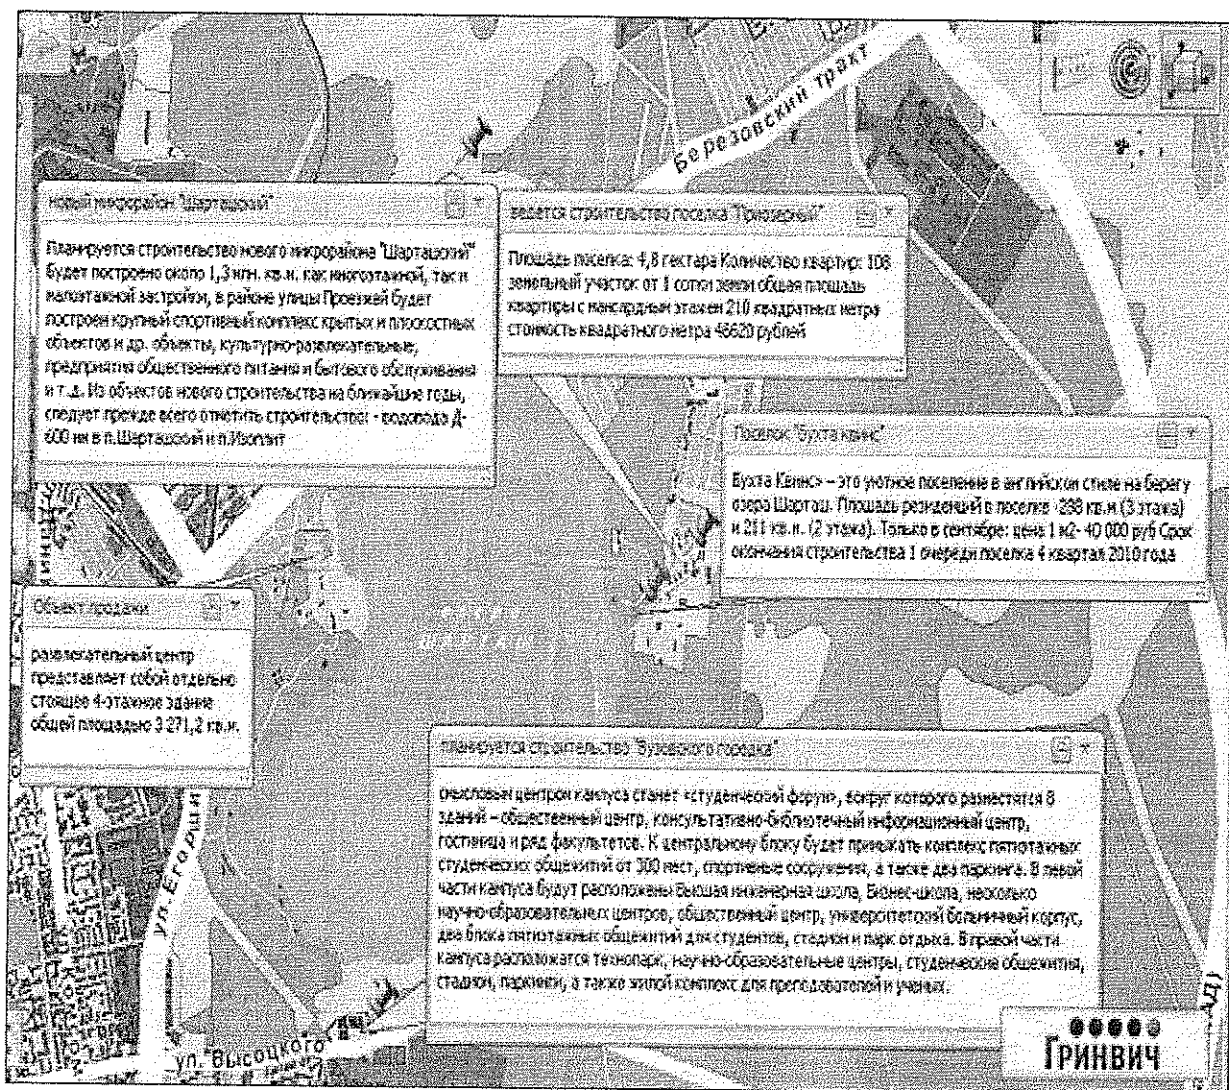 Березовский тракт
новый микрорайон "Шарташский"
Планируется строительство нового микрорайона "Шарташский"
Будет построено около 1,3 млн. кв.м. как многоэтажной, так и
малоэтажной застройки, в районе улицы Проезжей будет
построен крупный спортивный комплекс крытых и плоскостных
объектов и др. объекты, культурно-развлекательные,
предприятия общественного питания и бытового обслуживания
и т.д. Из объектов нового строительства на ближайшие годы,
следует прежде всего отметить строительство: - водовода Д-
600 мм в п.Шарташский и п.Изоплит
ведется строительство поселка "Приозерный"
Площадь поселка: 4,8 гектара Количество квартир: 108
земельный участок от 1 сотки земли общая площадь
квартиры с мансардным этажем 210 квадратных метра
стоимость квадратного метра 46620 рублей
Поселок "Бухта квинс"
Бухта Квинс» – это уютное поселение в английском стиле на берегу
озера Шарташ. Площадь резиденций в поселке -298 кв.м (3 этажа)
и 211 кв.м. (2 этажа). Только в сентябре: цена 1 м2- 40 000 руб Срок
окончания строительства 1 очереди поселка 4 квартал 2010 года
Объект продажи
развлекательный центр
представляет собой отдельно
стоящее 4-этажное здание
общей площадью 3 271,2 кв.м.
планируется строительство "Вузовского городка"
смысловым центром кампуса станет «студенческий форум», вокруг которого разместятся 8
зданий – общественный центр, консультативно-библиотечный информационный центр,
гостиница и ряд факультетов. К центральному блоку будет примыкать комплекс пятиэтажных
студенческих общежитий от 300 мест, спортивные сооружения, а также два паркинга. В левой
части кампуса будут расположены Высшая инженерная школа, Бизнес-школа, несколько
научно-образовательных центров, общественный центр, университетский больничный корпус,
два блока пятиэтажных общежитий для студентов, стадион и парк отдыха. В правой части
кампуса расположатся технопарк, научно-образовательные центры, студенческие общежития,
стадион, паркинги, а также жилой комплекс для преподавателей и ученых.
ул. Высоцкого
ГРИНВИЧ